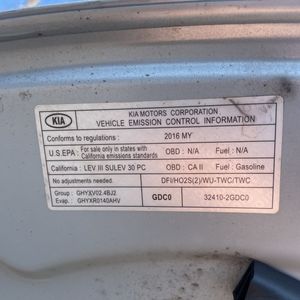 KIA
KIA MOTORS CORPORATION
VEHICLE EMISSION CONTROL INFORMATION
Conforms to regulations : 2016 MY
U.S.EPA : For sale only in states with California emissions standards OBD : N/A Fuel : N/A
California : LEV III SULEV 30 PC OBD : CA II Fuel : Gasoline
No adjustments needed. DFI/HO2S(2)/WU-TWC/TWC
Group : GHYXV02.4BJ2
Evap. : GHYXR0140AHV GDC0 32410-2GDC0